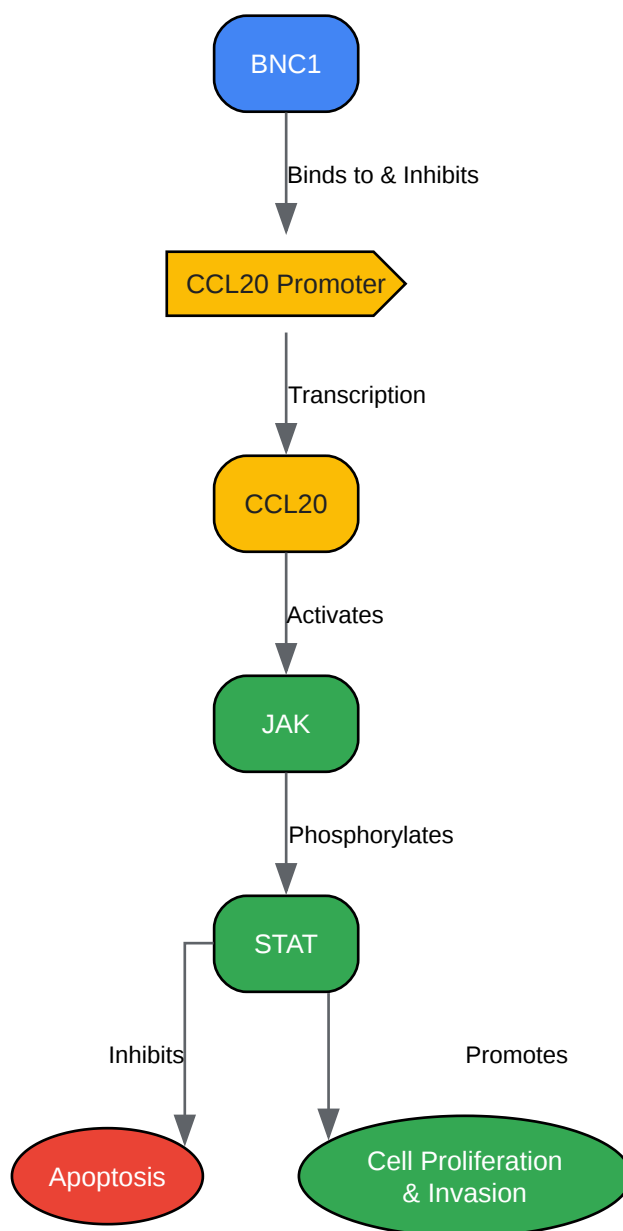 BNC1
Binds to & Inhibits
CCL20 Promoter
Transcription
CCL20
Activates
JAK
Phosphorylates
STAT
Inhibits
Promotes
Apoptosis
Cell Proliferation
& Invasion